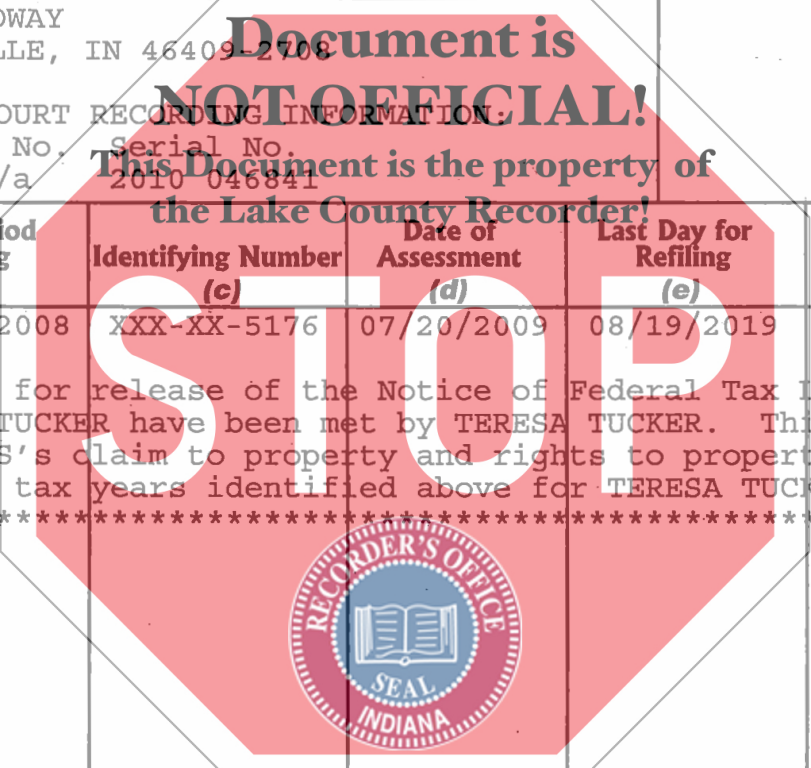 OWAY
LLE, IN 46409-2708
Document is
NOT OFFICIAL!
OURT RECORDING INFORMATION:
No. Serial No.
/a 2010 046841
This Document is the property of
the Lake County Recorder!
iod
g
Identifying Number
(c)
Date of
Assessment
(d)
Last Day for
Refiling
(e)
2008 XXX-XX-5176 07/20/2009 08/19/2019
for release of the Notice of Federal Tax
TUCKER have been met by TERESA TUCKER. Thi
S's claim to property and rights to propert
tax years identified above for TERESA TUCK
STOP
RECORDER'S OFFICE
SEAL
INDIANA